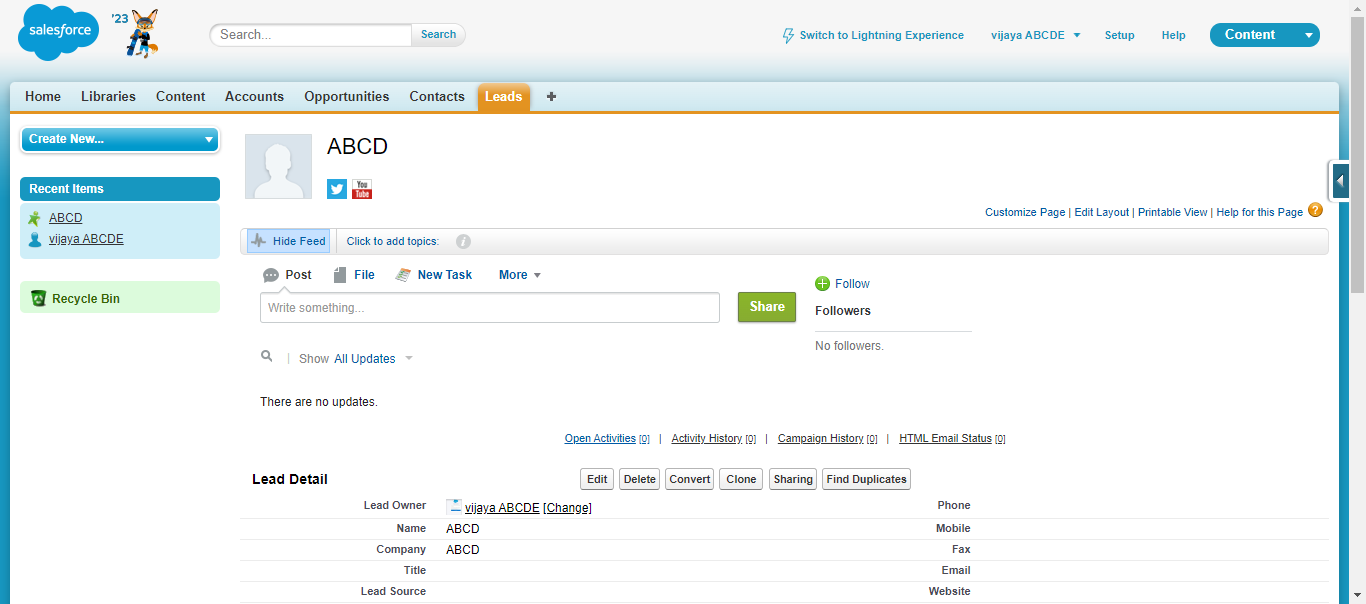 salesforce
'23
Search...
Search
Switch to Lightning Experience
vijaya ABCDE
Setup
Help
Content
Home
Libraries
Content
Accounts
Opportunities
Contacts
Leads
+
Create New...
Recent Items
ABCD
vijaya ABCDE
Recycle Bin
ABCD
You
Tube
Customize Page | Edit Layout | Printable View | Help for this Page ?
Hide Feed
Click to add topics:
i
Post
File
New Task
More
Write something...
Share
Show All Updates
There are no updates.
Follow
Followers
No followers.
Open Activities [0] | Activity History [0] | Campaign History [0] | HTML Email Status [0]
Lead Detail
Edit
Delete
Convert
Clone
Sharing
Find Duplicates
Lead Owner vijaya ABCDE [Change] Phone
Name ABCD Mobile
Company ABCD Fax
Title Email
Lead Source Website